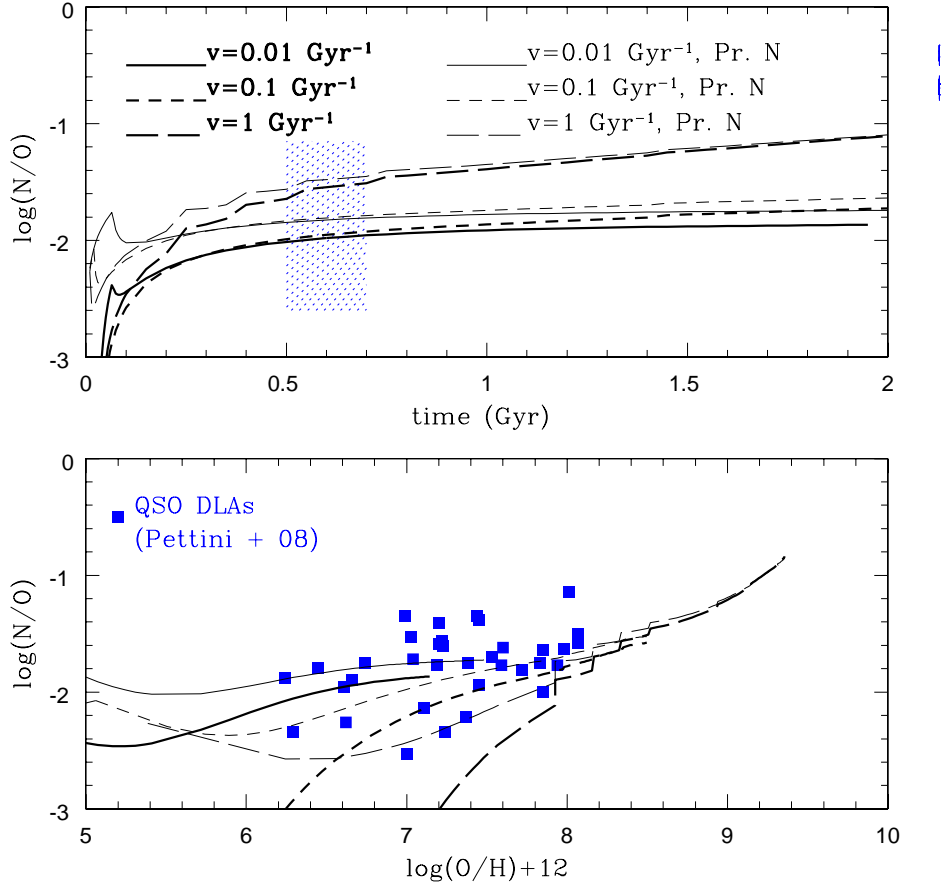 0
-1
-2
-3
log(N/O)
v=0.01 Gyr⁻¹
v=0.1 Gyr⁻¹
v=1 Gyr⁻¹
v=0.01 Gyr⁻¹, Pr. N
v=0.1 Gyr⁻¹, Pr. N
v=1 Gyr⁻¹, Pr. N
0 0.5 1 1.5 2
time (Gyr)
0
-1
-2
-3
log(N/O)
QSO DLAs
(Pettini + 08)
5 6 7 8 9 10
log(O/H)+12